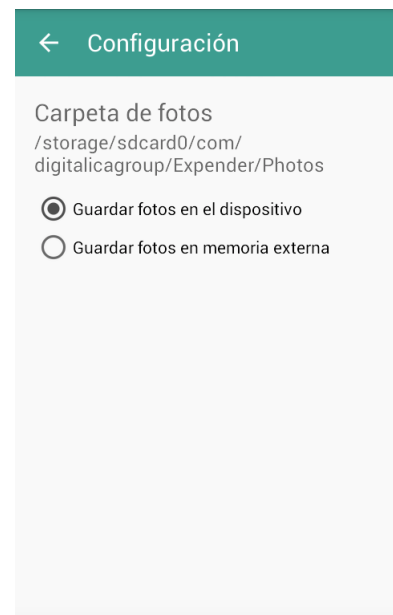 Configuración
Carpeta de fotos
/storage/sdcard0/com/
digitalicagroup/Expender/Photos
Guardar fotos en el dispositivo
Guardar fotos en memoria externa